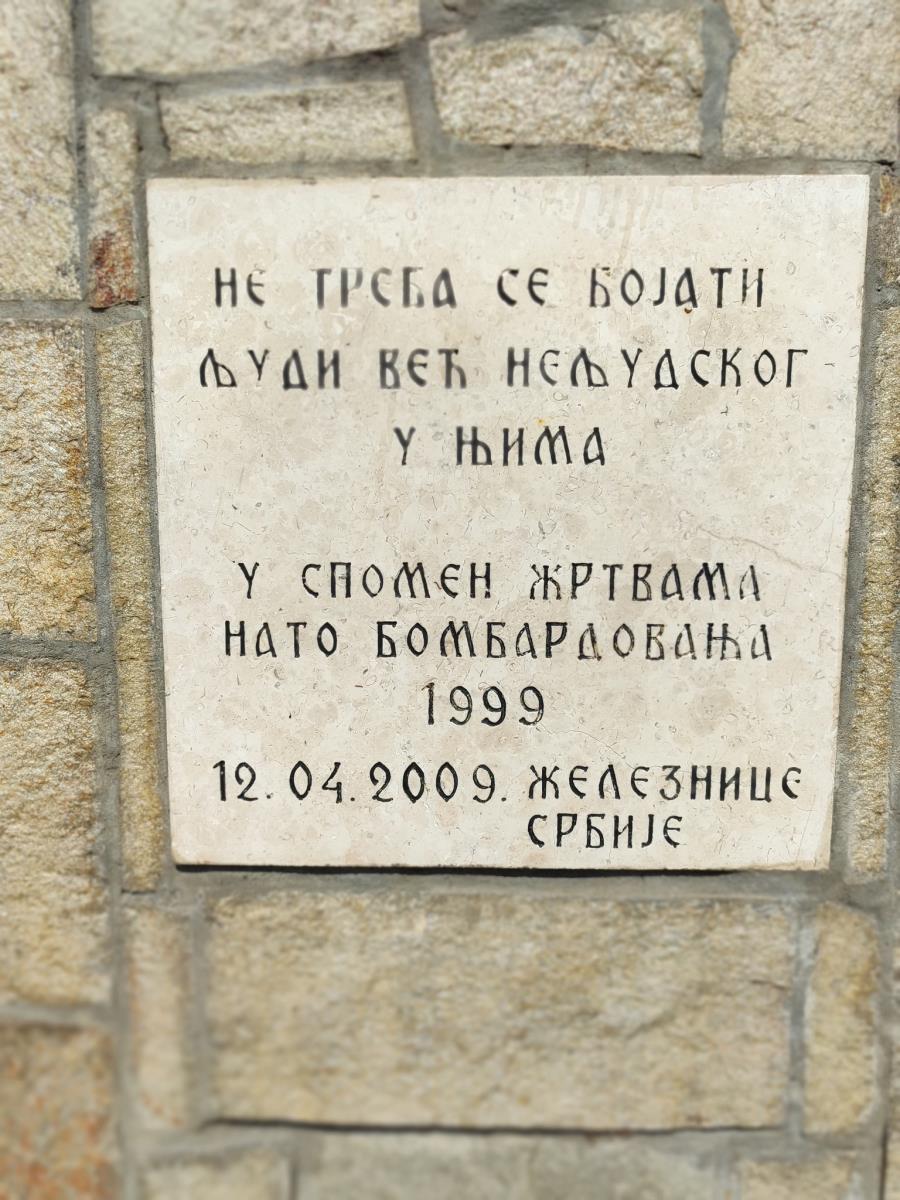 НЕ ТРЕБА СЕ БОЈАТИ
ЉУДИ ВЕЋ НЕЉУДСКОГ
У ЊИМА
У СПОМЕН ЖРТВАМА
НАТО БОМБАРДОВАЊА
1999
12.04.2009. ЖЕЛЕЗНИЦЕ
СРБИЈЕ